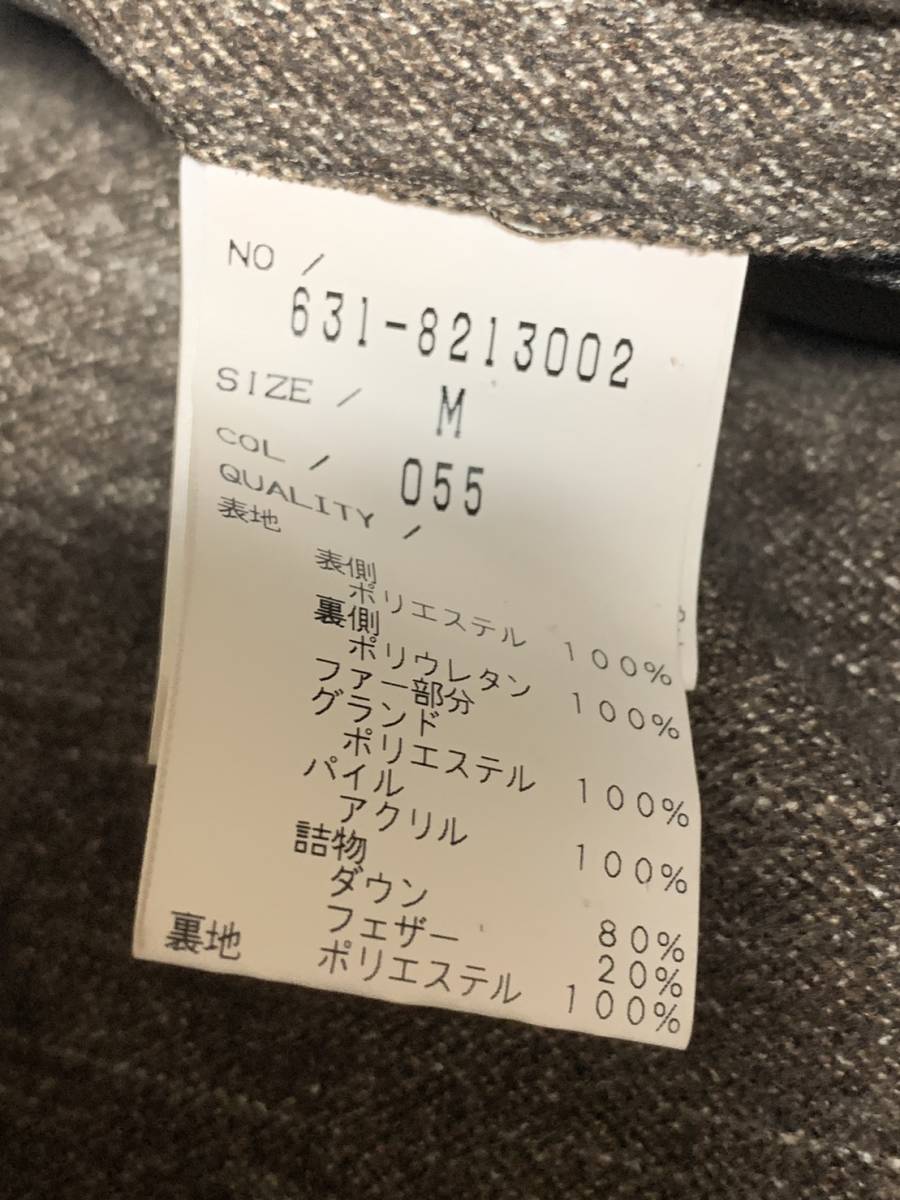 NO /
631-8213002
SIZE / M
COL / 055
QUALITY /
表地
表側
ポリエステル 100%
裏側
ポリウレタン 100%
ファー部分
グランド
ポリエステル 100%
パイル
アクリル 100%
詰物
ダウン 80%
フェザー 20%
裏地 ポリエステル 100%